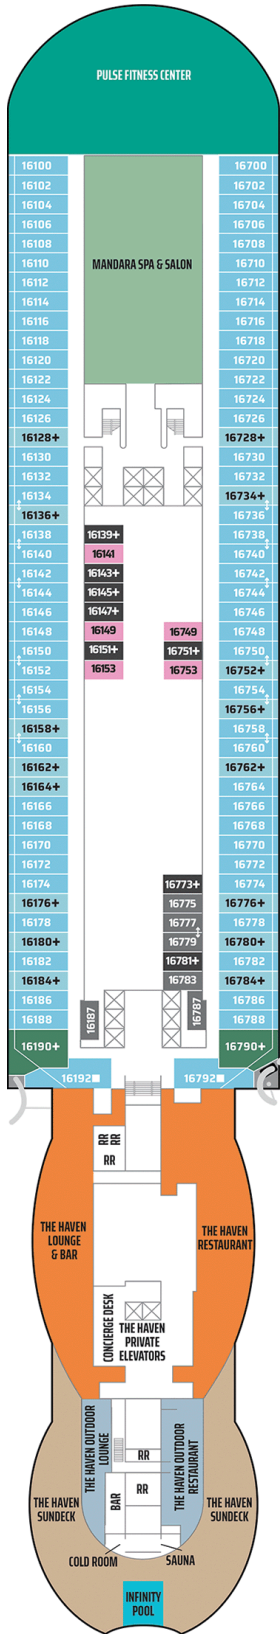 PULSE FITNESS CENTER
16100 16700
16102 16702
16104 16704
16106 16706
16108 16708
16110 MANDARA SPA & SALON 16710
16112 16712
16114 16714
16116 16716
16118 16718
16120 16720
16122 16722
16124 16724
16126 16726
16128+ 16728+
16130 16730
16132 16732
16134 16734+
16136+ 16736
16138 16139+ 16738
16140 16141 16740
16142 16143+ 16742
16144 16145+ 16744
16146 16147+ 16746
16148 16149 16749 16748
16150 16151+ 16751+ 16750
16152 16153 16753 16752+
16154 16754
16156 16756+
16158+ 16758
16160 16760
16162+ 16762+
16164+ 16764
16166 16766
16168 16768
16170 16770
16172 16772
16174 16773+ 16774
16176+ 16775 16776+
16178 16777 16778
16180+ 16779 16780+
16182 16781+ 16782
16184+ 16783 16784+
16186 16786
16188 16187 16787 16788
16190+ 16790+
16192 16792
RR RR
RR RR
RR
THE HAVEN
LOUNGE
& BAR
THE HAVEN
RESTAURANT
CONCIERGE DESK
THE HAVEN
PRIVATE
ELEVATORS
THE HAVEN OUTDOOR
LOUNGE
THE HAVEN OUTDOOR
RESTAURANT
RR
RR
BAR
THE HAVEN
SUNDECK
THE HAVEN
SUNDECK
COLD ROOM
SAUNA
INFINITY
POOL